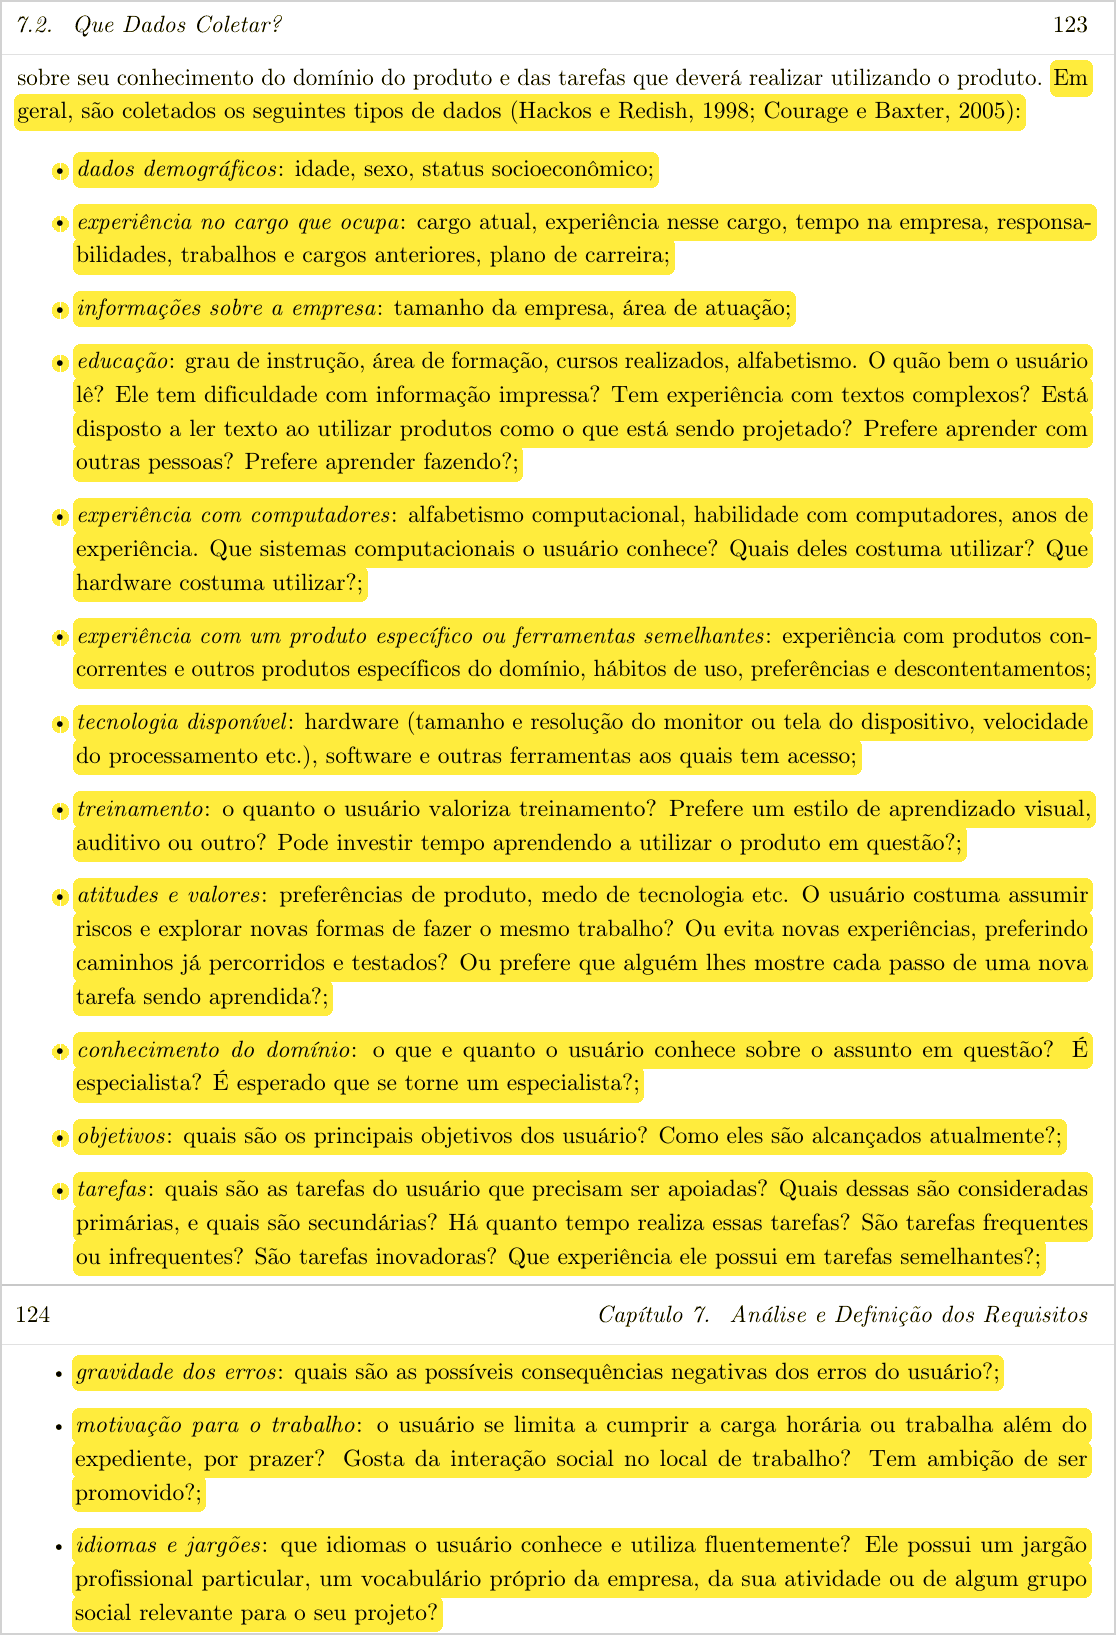 7.2. Que Dados Coletar? 123
sobre seu conhecimento do domínio do produto e das tarefas que deverá realizar utilizando o produto. Em
geral, são coletados os seguintes tipos de dados (Hackos e Redish, 1998; Courage e Baxter, 2005):
• dados demográficos: idade, sexo, status socioeconômico;
• experiência no cargo que ocupa: cargo atual, experiência nesse cargo, tempo na empresa, responsa-
bilidades, trabalhos e cargos anteriores, plano de carreira;
• informações sobre a empresa: tamanho da empresa, área de atuação;
• educação: grau de instrução, área de formação, cursos realizados, alfabetismo. O quão bem o usuário
lê? Ele tem dificuldade com informação impressa? Tem experiência com textos complexos? Está
disposto a ler texto ao utilizar produtos como o que está sendo projetado? Prefere aprender com
outras pessoas? Prefere aprender fazendo?;
• experiência com computadores: alfabetismo computacional, habilidade com computadores, anos de
experiência. Que sistemas computacionais o usuário conhece? Quais deles costuma utilizar? Que
hardware costuma utilizar?;
• experiência com um produto específico ou ferramentas semelhantes: experiência com produtos con-
correntes e outros produtos específicos do domínio, hábitos de uso, preferências e descontentamentos;
• tecnologia disponível: hardware (tamanho e resolução do monitor ou tela do dispositivo, velocidade
do processamento etc.), software e outras ferramentas aos quais tem acesso;
• treinamento: o quanto o usuário valoriza treinamento? Prefere um estilo de aprendizado visual,
auditivo ou outro? Pode investir tempo aprendendo a utilizar o produto em questão?;
• atitudes e valores: preferências de produto, medo de tecnologia etc. O usuário costuma assumir
riscos e explorar novas formas de fazer o mesmo trabalho? Ou evita novas experiências, preferindo
caminhos já percorridos e testados? Ou prefere que alguém lhes mostre cada passo de uma nova
tarefa sendo aprendida?;
• conhecimento do domínio: o que e quanto o usuário conhece sobre o assunto em questão? É
especialista? É esperado que se torne um especialista?;
• objetivos: quais são os principais objetivos dos usuário? Como eles são alcançados atualmente?;
• tarefas: quais são as tarefas do usuário que precisam ser apoiadas? Quais dessas são consideradas
primárias, e quais são secundárias? Há quanto tempo realiza essas tarefas? São tarefas frequentes
ou infrequentes? São tarefas inovadoras? Que experiência ele possui em tarefas semelhantes?;
124 Capítulo 7. Análise e Definição dos Requisitos
• gravidade dos erros: quais são as possíveis consequências negativas dos erros do usuário?;
• motivação para o trabalho: o usuário se limita a cumprir a carga horária ou trabalha além do
expediente, por prazer? Gosta da interação social no local de trabalho? Tem ambição de ser
promovido?;
• idiomas e jargões: que idiomas o usuário conhece e utiliza fluentemente? Ele possui um jargão
profissional particular, um vocabulário próprio da empresa, da sua atividade ou de algum grupo
social relevante para o seu projeto?